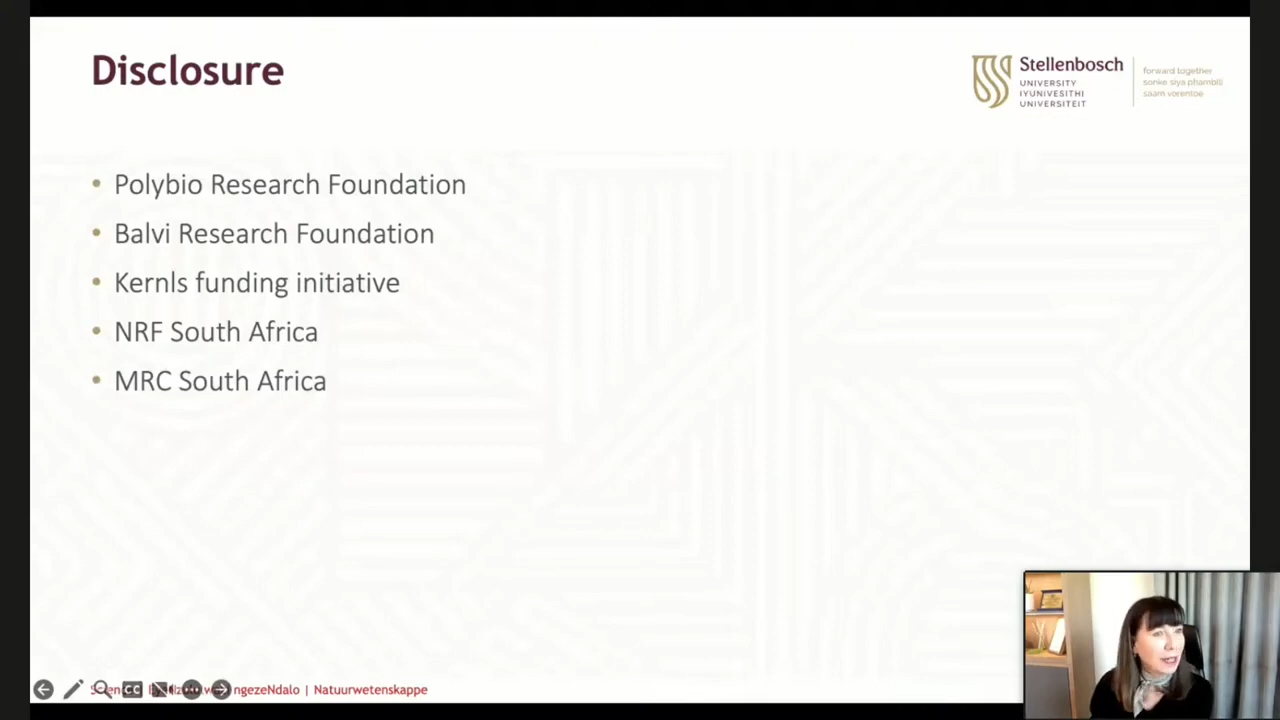 Disclosure
Stellenbosch
UNIVERSITY
IYUNIVESITHI
UNIVERSITEIT
forward together
sonke siya phambili
saam vorentoe
• Polybio Research Foundation
• Balvi Research Foundation
• Kernls funding initiative
• NRF South Africa
• MRC South Africa
CC
ngezeNdalo | Natuurwetenskappe